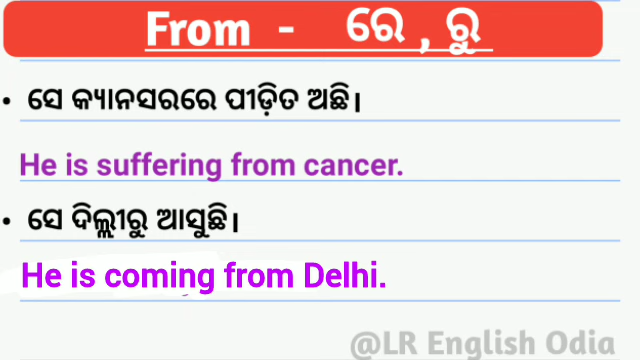 From - ରେ , ରୁ
• ସେ କ୍ୟାନସରରେ ପୀଡ଼ିତ ଅଛି।
He is suffering from cancer.
• ସେ ଦିଲ୍ଲୀରୁ ଆସୁଛି।
He is coming from Delhi.
@LR English Odia